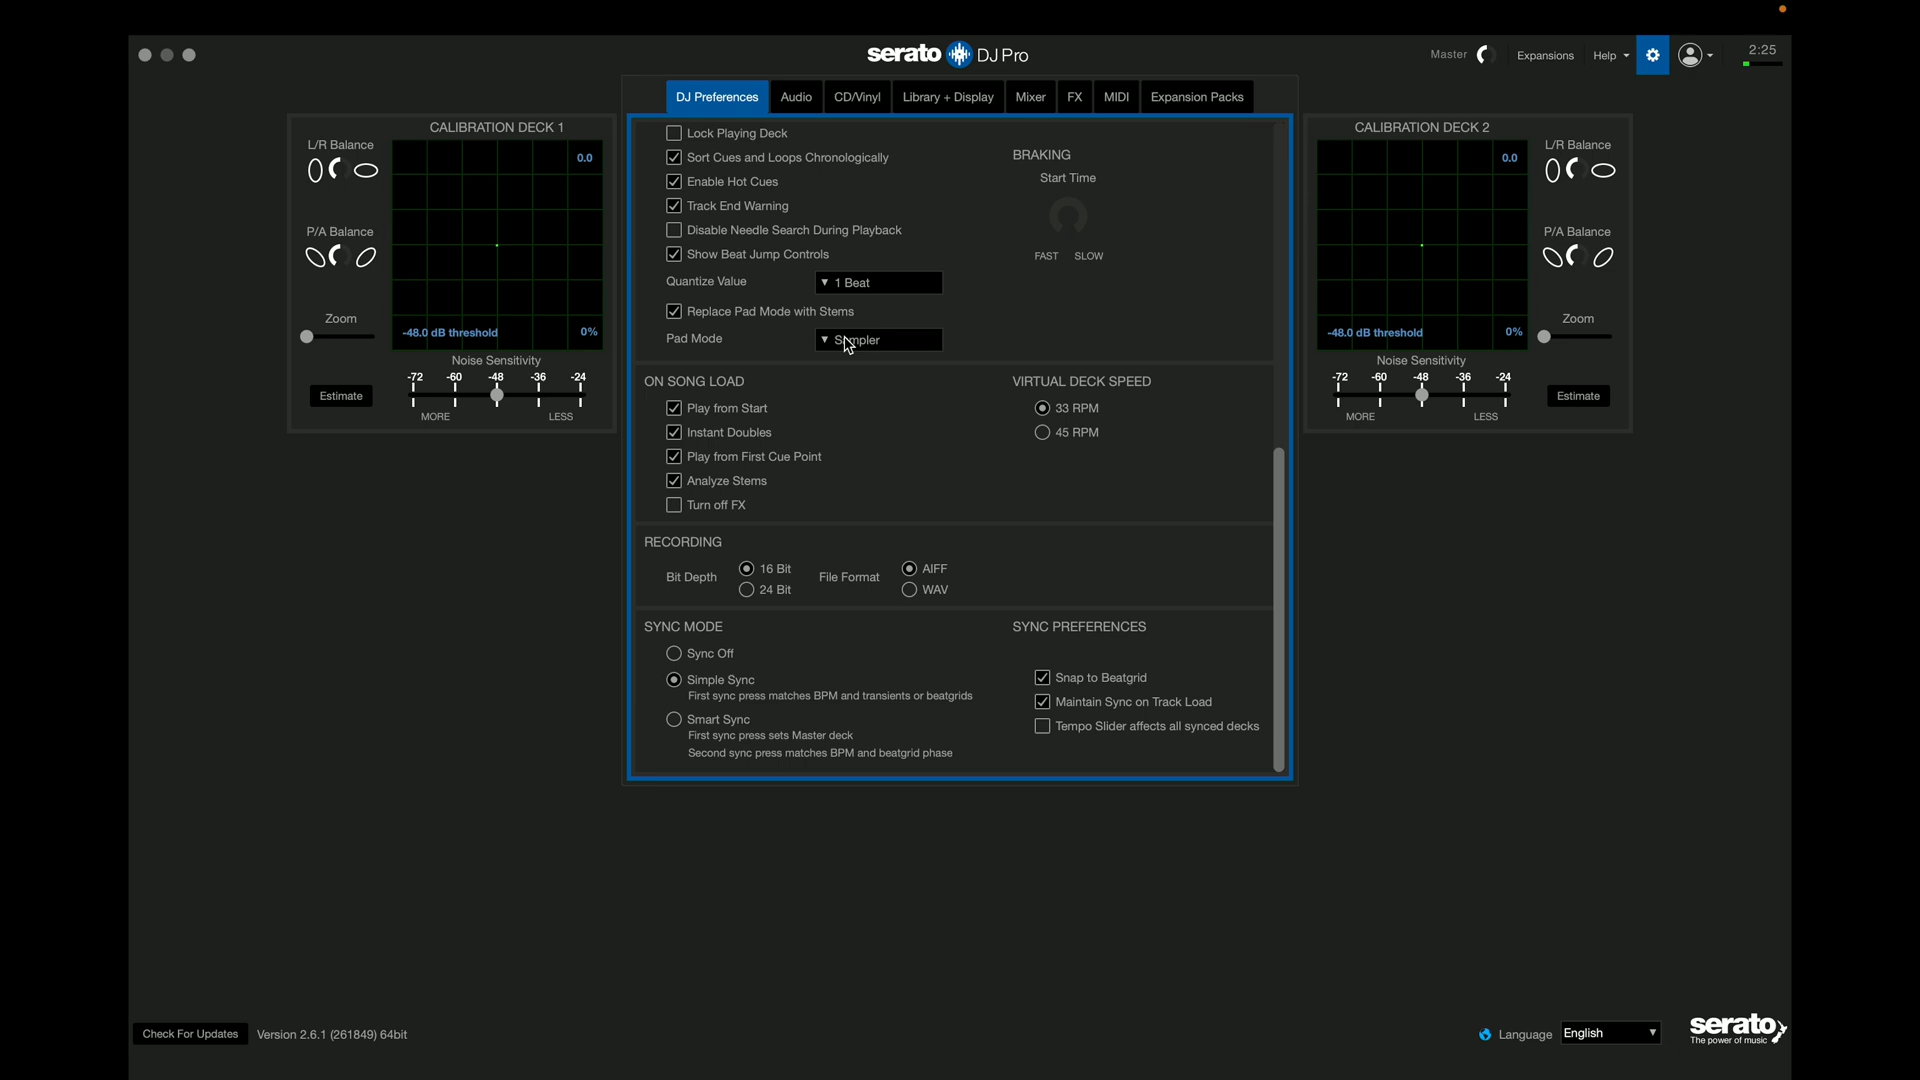 serato DJ Pro
Master
Expansions
Help
2:25
DJ Preferences
Audio
CD/Vinyl
Library + Display
Mixer
FX
MIDI
Expansion Packs
CALIBRATION DECK 1
L/R Balance
0.0
P/A Balance
Zoom
-48.0 dB threshold
0%
Noise Sensitivity
-72 -60 -48 -36 -24
MORE LESS
Estimate
Lock Playing Deck
Sort Cues and Loops Chronologically
Enable Hot Cues
Track End Warning
Disable Needle Search During Playback
Show Beat Jump Controls
Quantize Value 1 Beat
Replace Pad Mode with Stems
Pad Mode Sampler
BRAKING
Start Time
FAST SLOW
ON SONG LOAD
Play from Start
Instant Doubles
Play from First Cue Point
Analyze Stems
Turn off FX
VIRTUAL DECK SPEED
33 RPM
45 RPM
RECORDING
Bit Depth
16 Bit
24 Bit
File Format
AIFF
WAV
SYNC MODE
Sync Off
Simple Sync
First sync press matches BPM and transients or beatgrids
Smart Sync
First sync press sets Master deck
Second sync press matches BPM and beatgrid phase
SYNC PREFERENCES
Snap to Beatgrid
Maintain Sync on Track Load
Tempo Slider affects all synced decks
CALIBRATION DECK 2
0.0
L/R Balance
P/A Balance
Zoom
-48.0 dB threshold
0%
Noise Sensitivity
-72 -60 -48 -36 -24
MORE LESS
Estimate
Check For Updates
Version 2.6.1 (261849) 64bit
Language
English
serato
The power of music